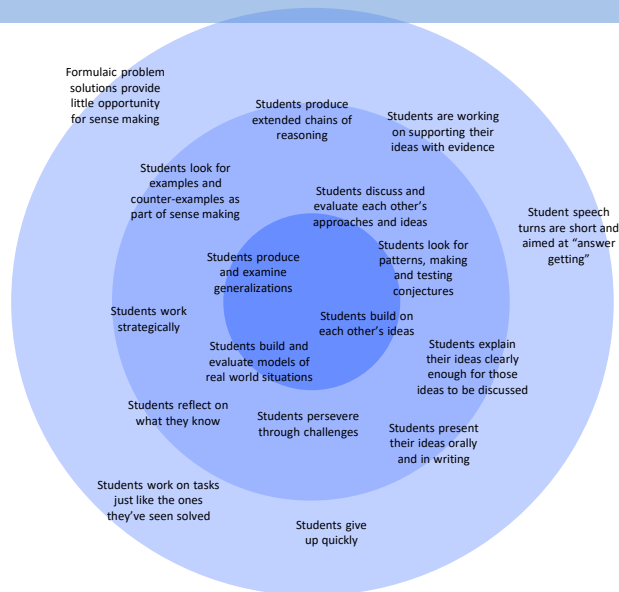 Formulaic problem
solutions provide
little opportunity
for sense making
Students produce
extended chains of
reasoning
Students are working
on supporting their
ideas with evidence
Students look for
examples and
counter-examples as
part of sense making
Students discuss and
evaluate each other's
approaches and ideas
Student speech
turns are short and
aimed at “answer
getting”
Students produce
and examine
generalizations
Students look for
patterns, making
and testing
conjectures
Students work
strategically
Students build on
each other's ideas
Students build and
evaluate models of
real world situations
Students explain
their ideas clearly
enough for those
ideas to be discussed
Students reflect on
what they know
Students persevere
through challenges
Students present
their ideas orally
and in writing
Students work on tasks
just like the ones
they've seen solved
Students give
up quickly